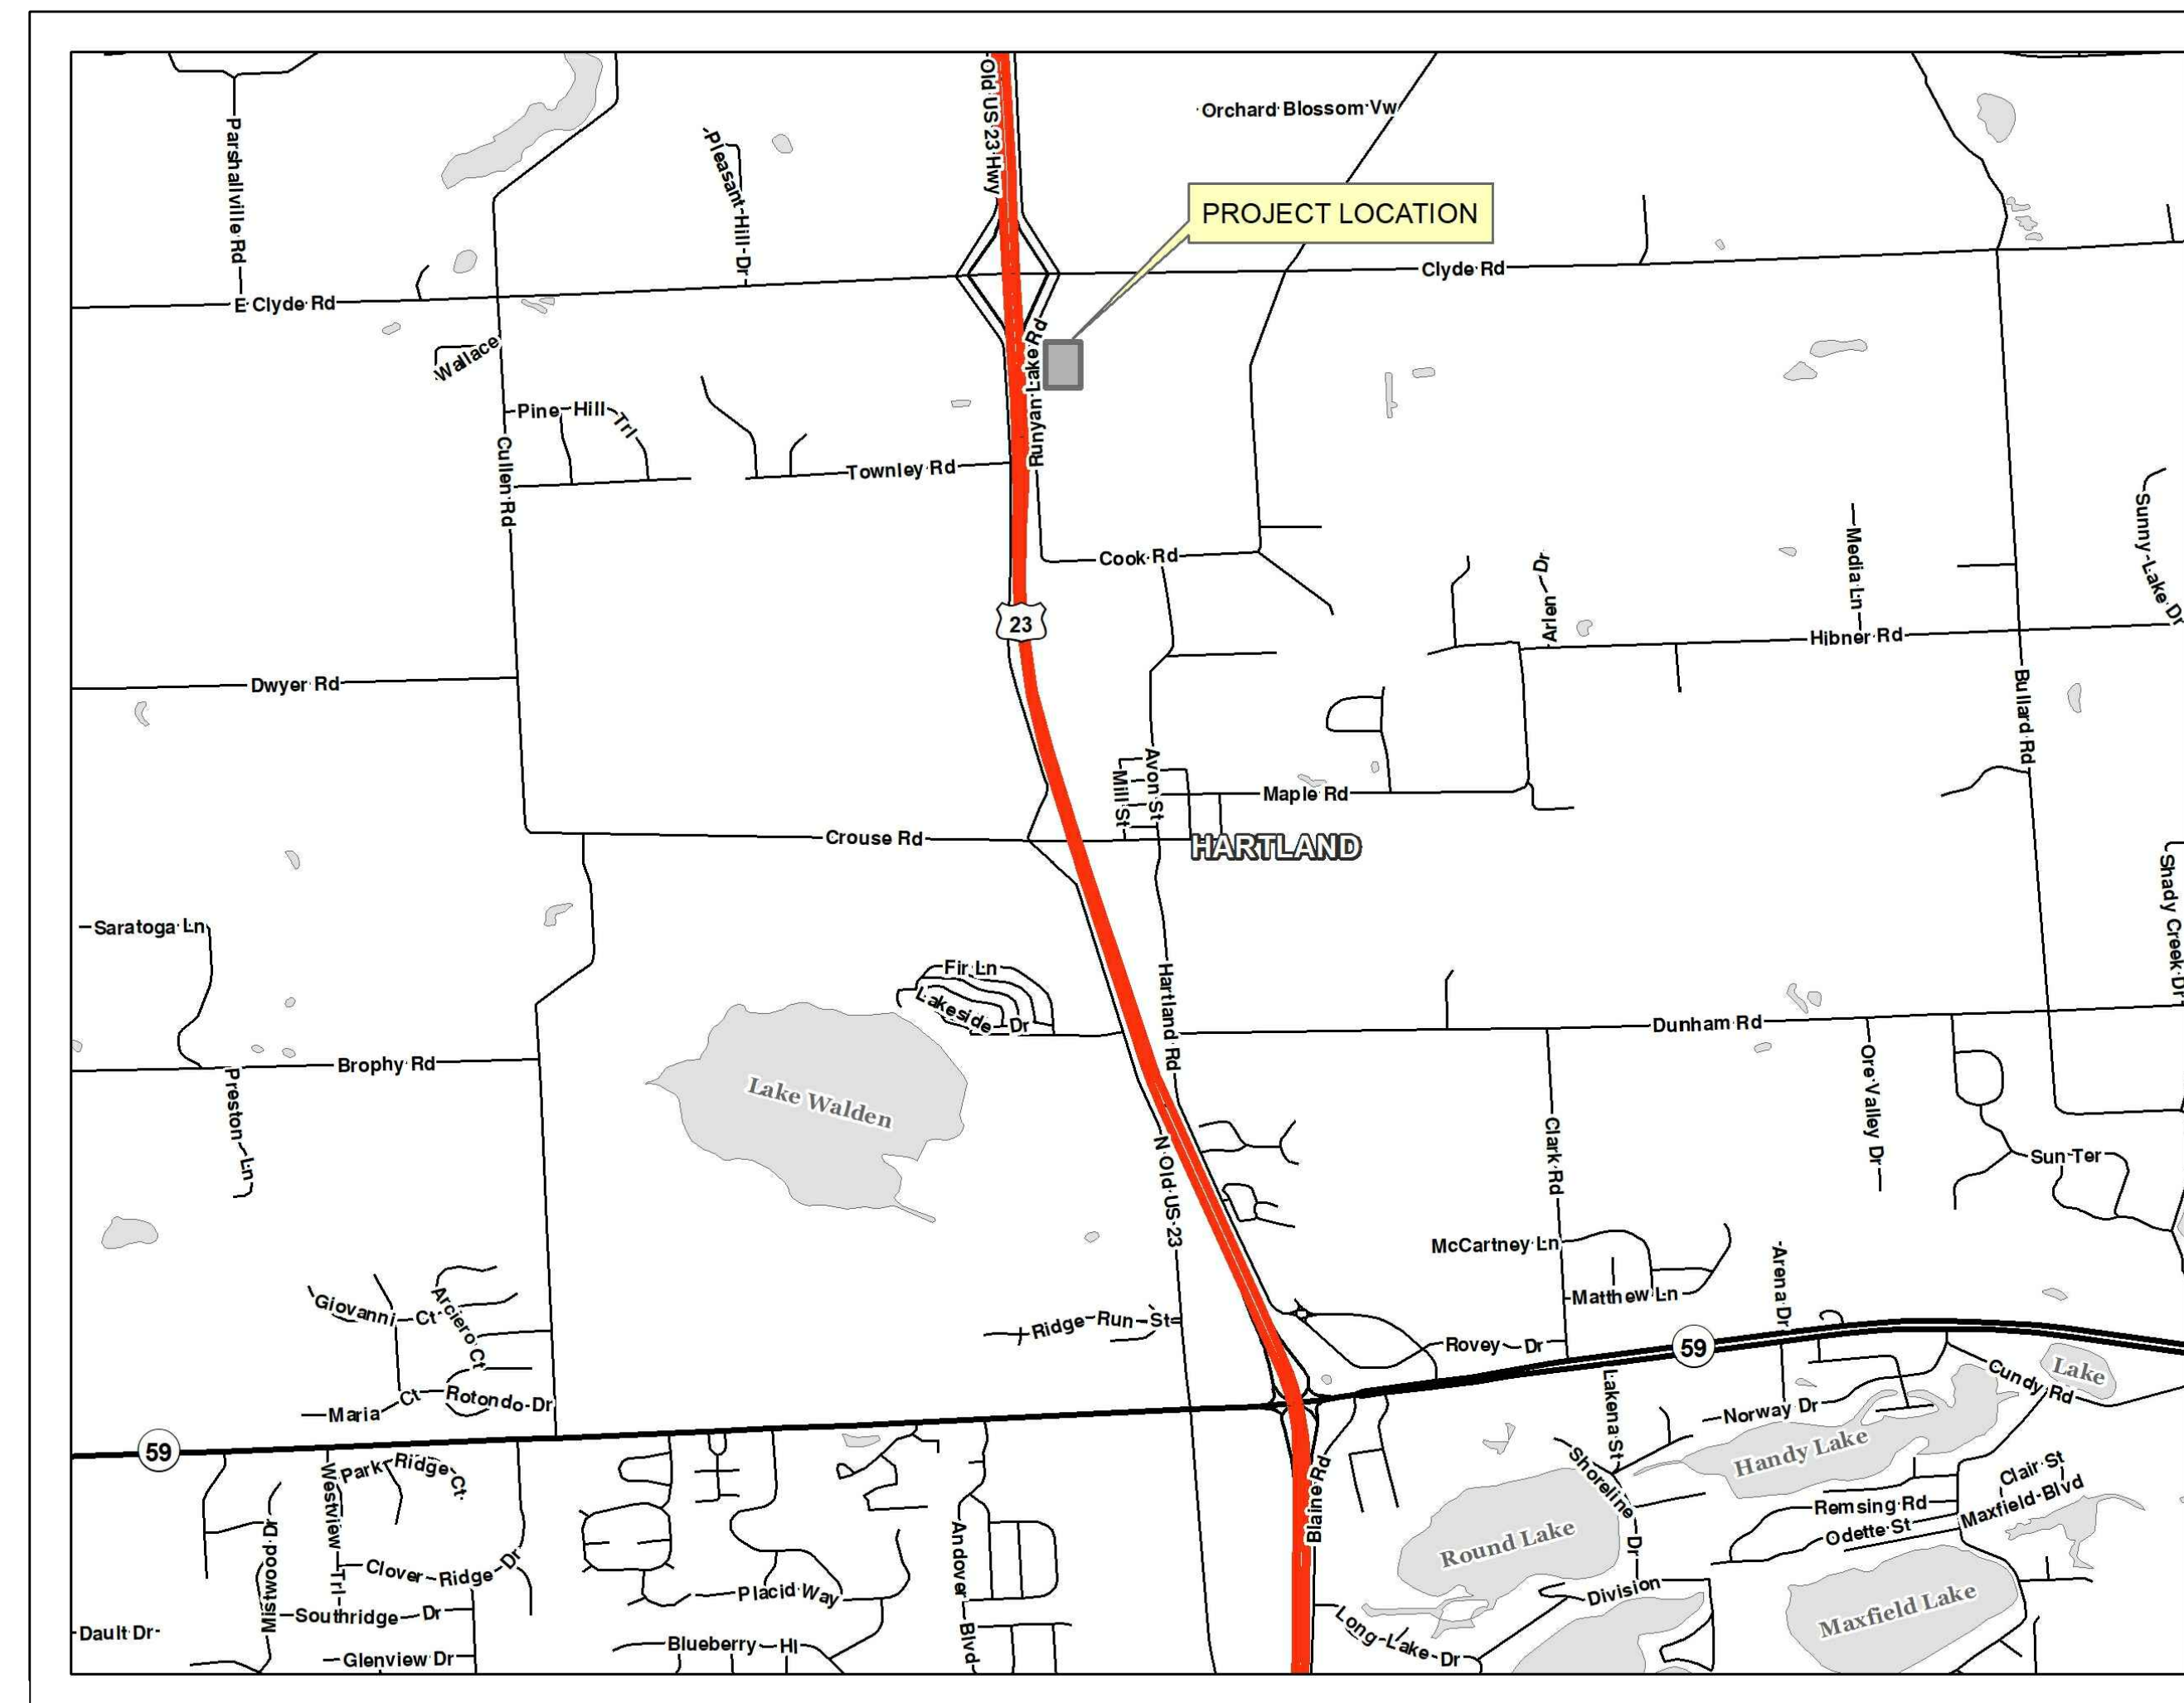 Old US 23 Hwy
Orchard Blossom Vw
Parshallville Rd
Pleasant Hill Dr
PROJECT LOCATION
E Clyde Rd
Clyde Rd
Wallace
Runyan Lake Rd
Pine Hill Trl
Cullen Rd
Townley Rd
Cook Rd
Arlen Dr
Media Ln
Sunny Lake Dr
23
Hibner Rd
Dwyer Rd
Bullard Rd
Mill St
Avon St
Maple Rd
Crouse Rd
HARTLAND
Shady Creek Dr
Saratoga Ln
Fir Ln
Lakeside Dr
Hartland Rd
Dunham Rd
Brophy Rd
Preston Ln
Lake Walden
Ore Valley Dr
Clark Rd
N Old US 23
Sun Ter
McCartney Ln
Arena Dr
Matthew Ln
Giovanni Ct
Arciero Ct
Ridge Run St
Rovey Dr
59
Lake
Cundy Rd
Maria Ct
Rotondo Dr
Lakena St
Norway Dr
Handy Lake
59
Park Ridge Ct
Westview Trl
Blaine Rd
Shoreline Dr
Clair St
Maxfield Blvd
Remsing Rd
Odette St
Mistwood Dr
Clover Ridge Dr
Andover Blvd
Round Lake
Placid Way
Division
Maxfield Lake
Southridge Dr
Dault Dr
Blueberry Hl
Long Lake Dr
Glenview Dr